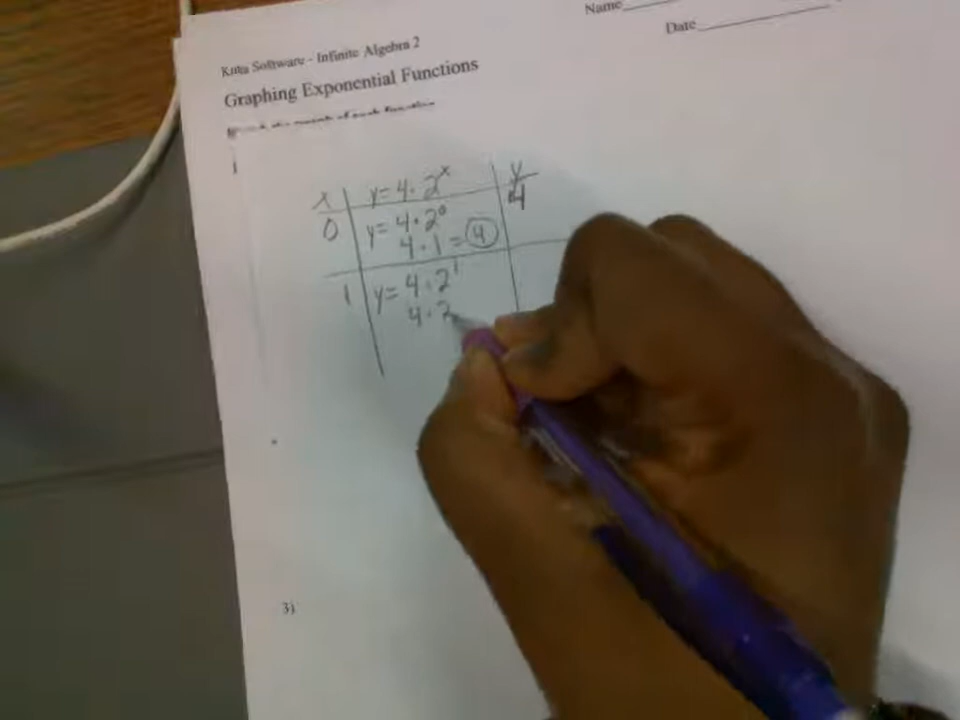 Name
Date
Kuta Software - Infinite Algebra 2
Graphing Exponential Functions
x y = 4 · 2^x y
0 y = 4 · 2^0 4
4 · 1 = 4
1 y = 4 · 2^1
4 · 2
3)